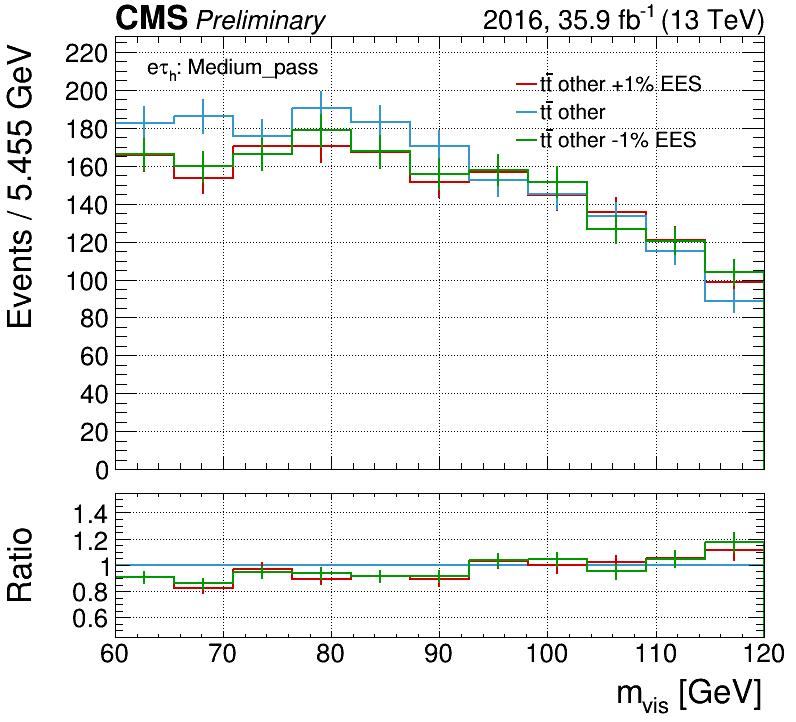 CMS Preliminary 2016, 35.9 fb⁻¹ (13 TeV)
Events / 5.455 GeV
220
200
180
160
140
120
100
80
60
40
20
0
eτₕ: Medium_pass
tt̄ other +1% EES
tt̄ other
tt̄ other -1% EES
Ratio
1.4
1.2
1
0.8
0.6
60 70 80 90 100 110 120
m_vis [GeV]